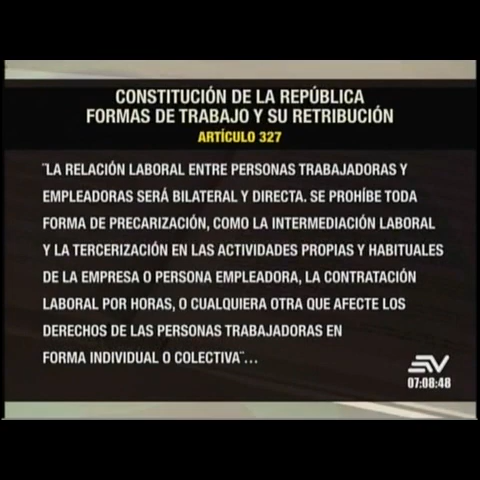 CONSTITUCIÓN DE LA REPÚBLICA
FORMAS DE TRABAJO Y SU RETRIBUCIÓN
ARTÍCULO 327
¨LA RELACIÓN LABORAL ENTRE PERSONAS TRABAJADORAS Y
EMPLEADORAS SERÁ BILATERAL Y DIRECTA. SE PROHÍBE TODA
FORMA DE PRECARIZACIÓN, COMO LA INTERMEDIACIÓN LABORAL
Y LA TERCERIZACIÓN EN LAS ACTIVIDADES PROPIAS Y HABITUALES
DE LA EMPRESA O PERSONA EMPLEADORA, LA CONTRATACIÓN
LABORAL POR HORAS, O CUALQUIERA OTRA QUE AFECTE LOS
DERECHOS DE LAS PERSONAS TRABAJADORAS EN
FORMA INDIVIDUAL O COLECTIVA¨...
07:08:48